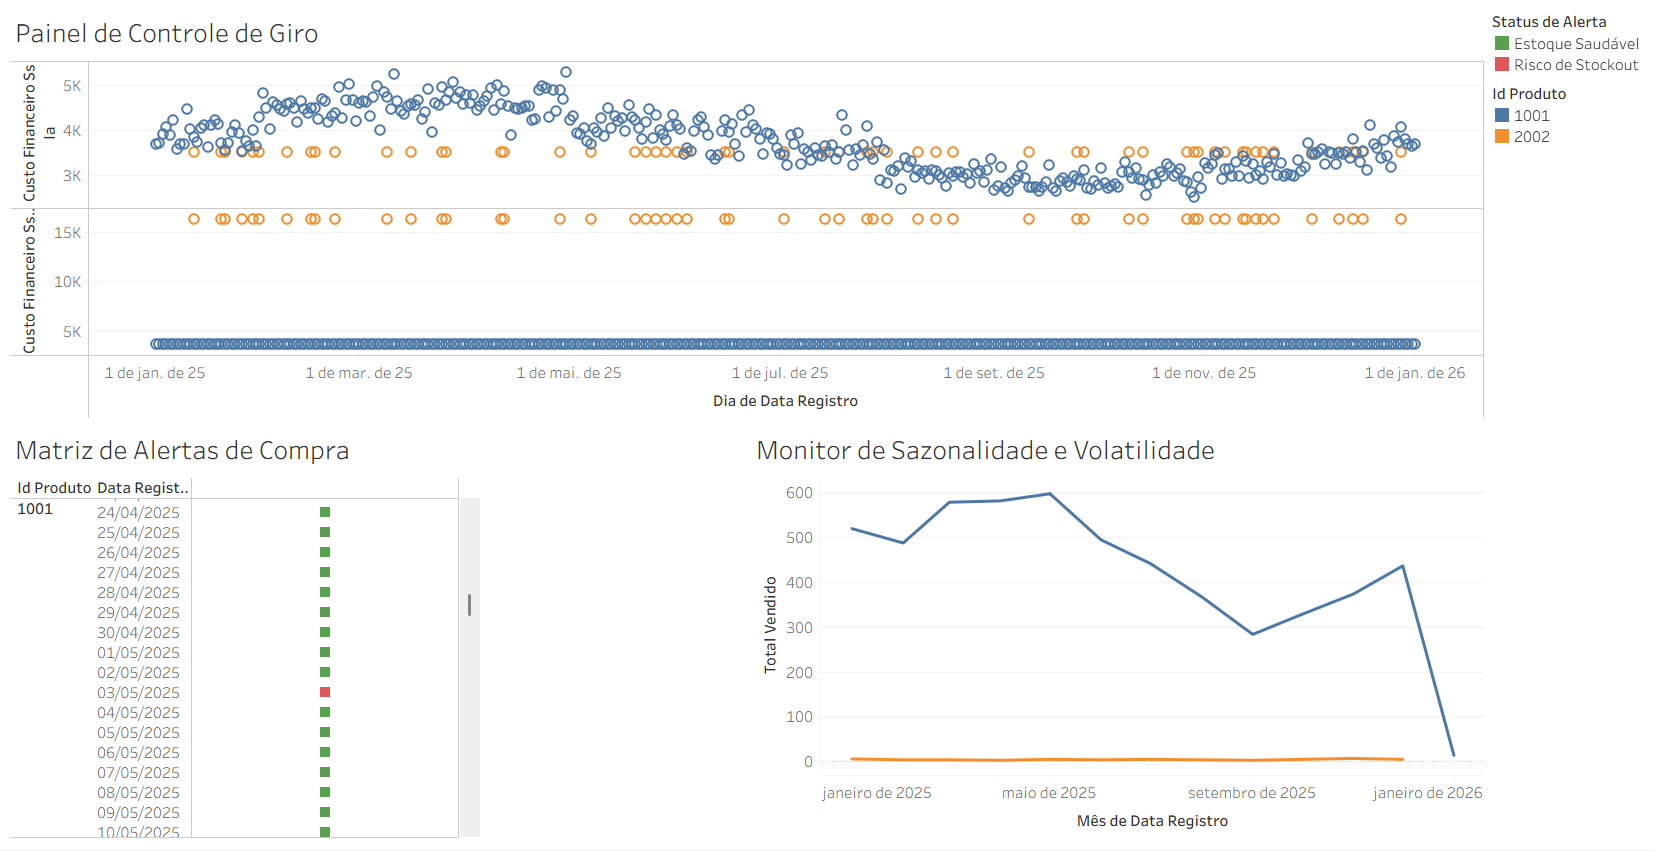 Painel de Controle de Giro
Custo Financeiro Ss
Ia
5K
4K
3K
Custo Financeiro Ss..
15K
10K
5K
1 de jan. de 25
1 de mar. de 25
1 de mai. de 25
1 de jul. de 25
1 de set. de 25
1 de nov. de 25
1 de jan. de 26
Dia de Data Registro
Status de Alerta
Estoque Saudável
Risco de Stockout
Id Produto
1001
2002
Matriz de Alertas de Compra
Id Produto Data Regist..
1001
24/04/2025
25/04/2025
26/04/2025
27/04/2025
28/04/2025
29/04/2025
30/04/2025
01/05/2025
02/05/2025
03/05/2025
04/05/2025
05/05/2025
06/05/2025
07/05/2025
08/05/2025
09/05/2025
10/05/2025
Monitor de Sazonalidade e Volatilidade
Total Vendido
600
500
400
300
200
100
0
janeiro de 2025
maio de 2025
setembro de 2025
janeiro de 2026
Mês de Data Registro